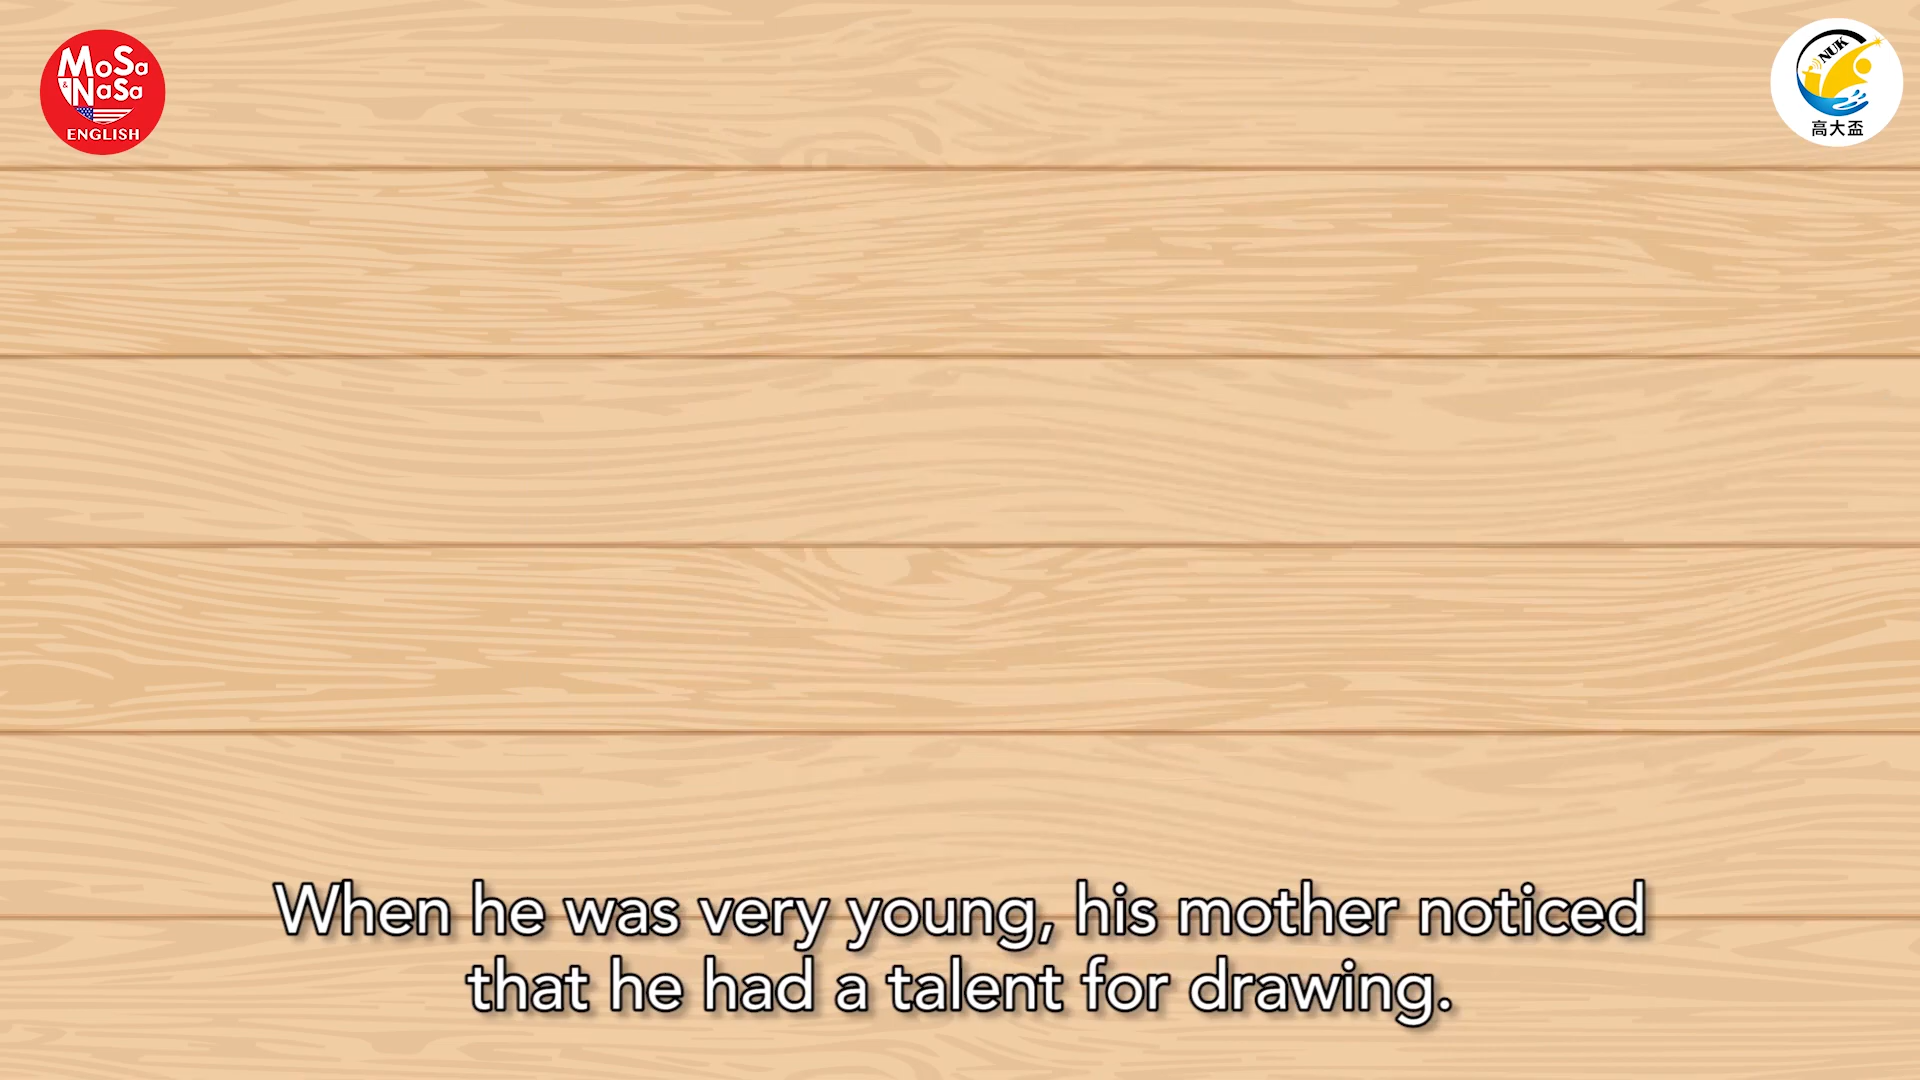 MoSa
& NaSa
ENGLISH
NUK
高大盃
When he was very young, his mother noticed
that he had a talent for drawing.